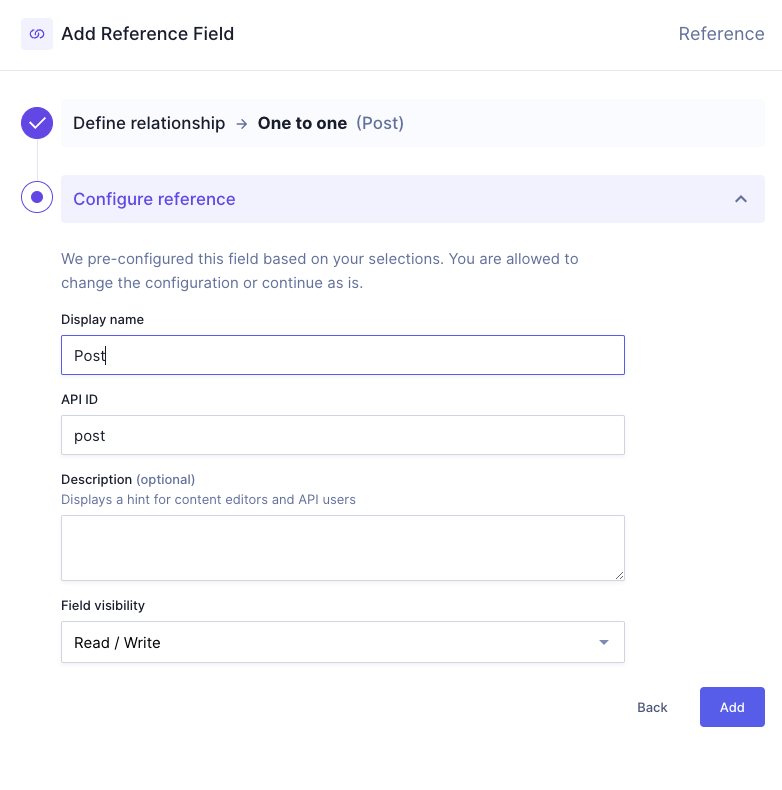 Add Reference Field
Reference
Define relationship → One to one (Post)
Configure reference
We pre-configured this field based on your selections. You are allowed to
change the configuration or continue as is.
Display name
Post
API ID
post
Description (optional)
Displays a hint for content editors and API users
Field visibility
Read / Write
Back
Add